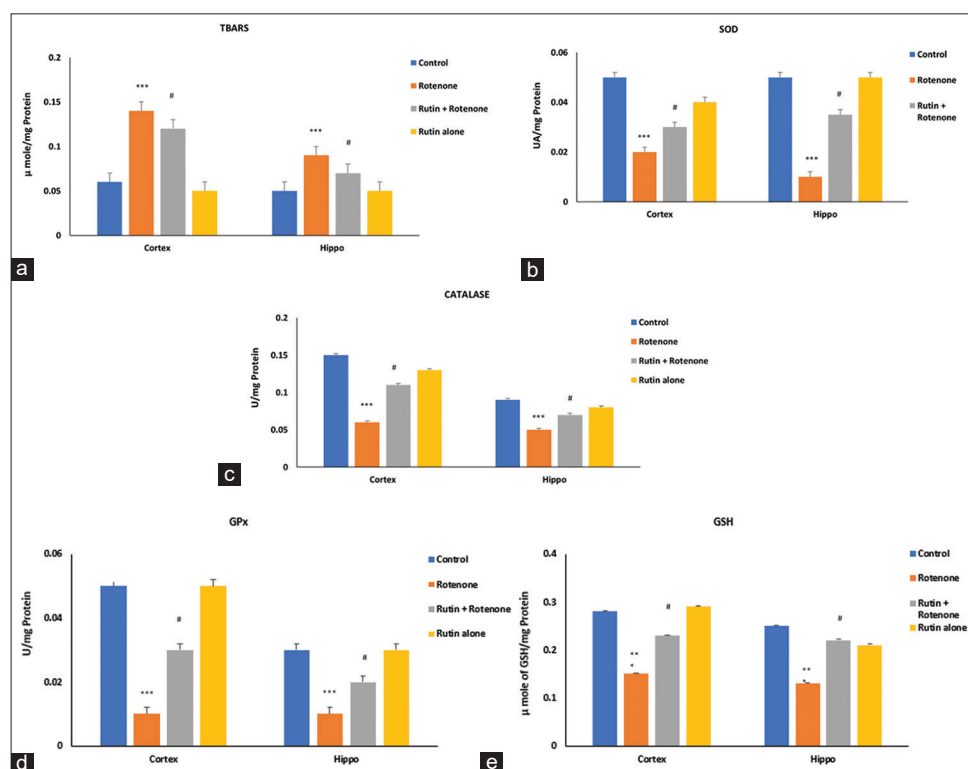 TBARS
0.2
0.15
0.1
0.05
0
µ mole/mg Protein
***
#
***
#
Cortex
Hippo
Control
Rotenone
Rutin + Rotenone
Rutin alone
a
SOD
0.06
0.04
0.02
0
UA/mg Protein
***
#
***
#
Cortex
Hippo
Control
Rotenone
Rutin +
Rotenone
b
CATALASE
0.2
0.15
0.1
0.05
0
U/mg Protein
***
#
***
#
Cortex
Hippo
Control
Rotenone
Rutin + Rotenone
Rutin alone
c
GPx
0.06
0.04
0.02
0
U/mg Protein
***
#
***
#
Cortex
Hippo
Control
Rotenone
Rutin + Rotenone
Rutin alone
d
GSH
0.4
0.3
0.2
0.1
0
µ mole of GSH/mg Protein
**
*
#
**
*
#
Cortex
Hippo
Control
Rotenone
Rutin +
Rotenone
Rutin alone
e